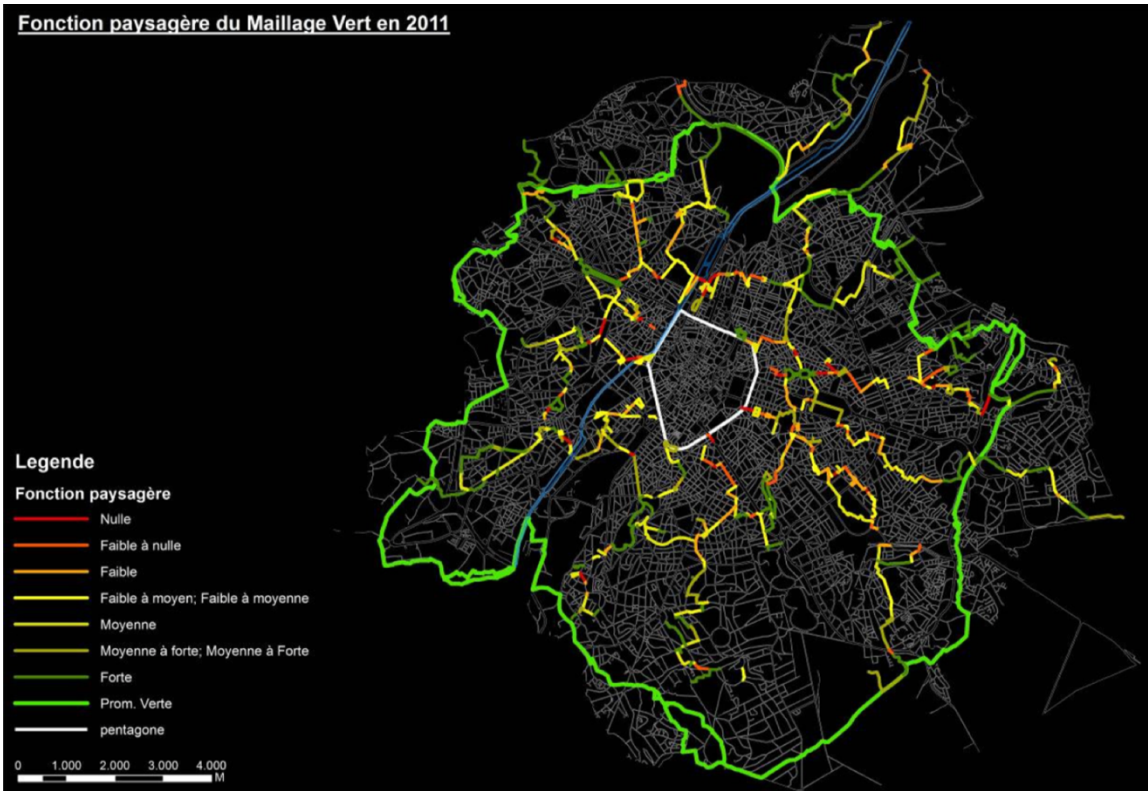 Fonction paysagère du Maillage Vert en 2011
Legende
Fonction paysagère
Nulle
Faible à nulle
Faible
Faible à moyen; Faible à moyenne
Moyenne
Moyenne à forte; Moyenne à Forte
Forte
Prom. Verte
pentagone
0 1.000 2.000 3.000 4.000
M